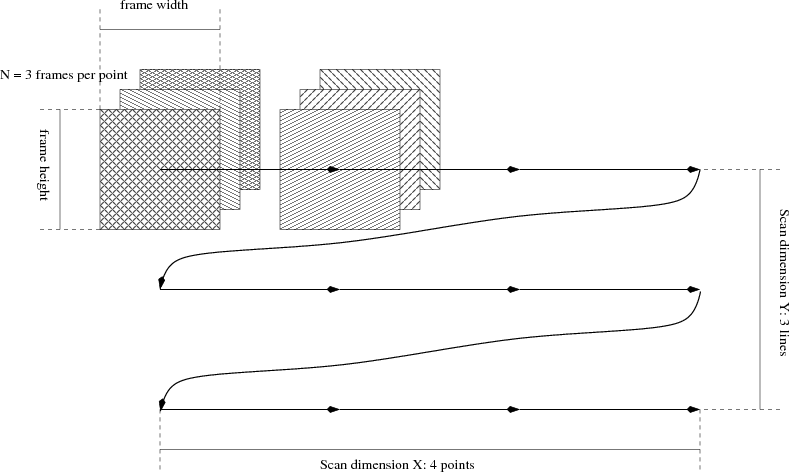 frame width
N = 3 frames per point
frame height
Scan dimension Y: 3 lines
Scan dimension X: 4 points